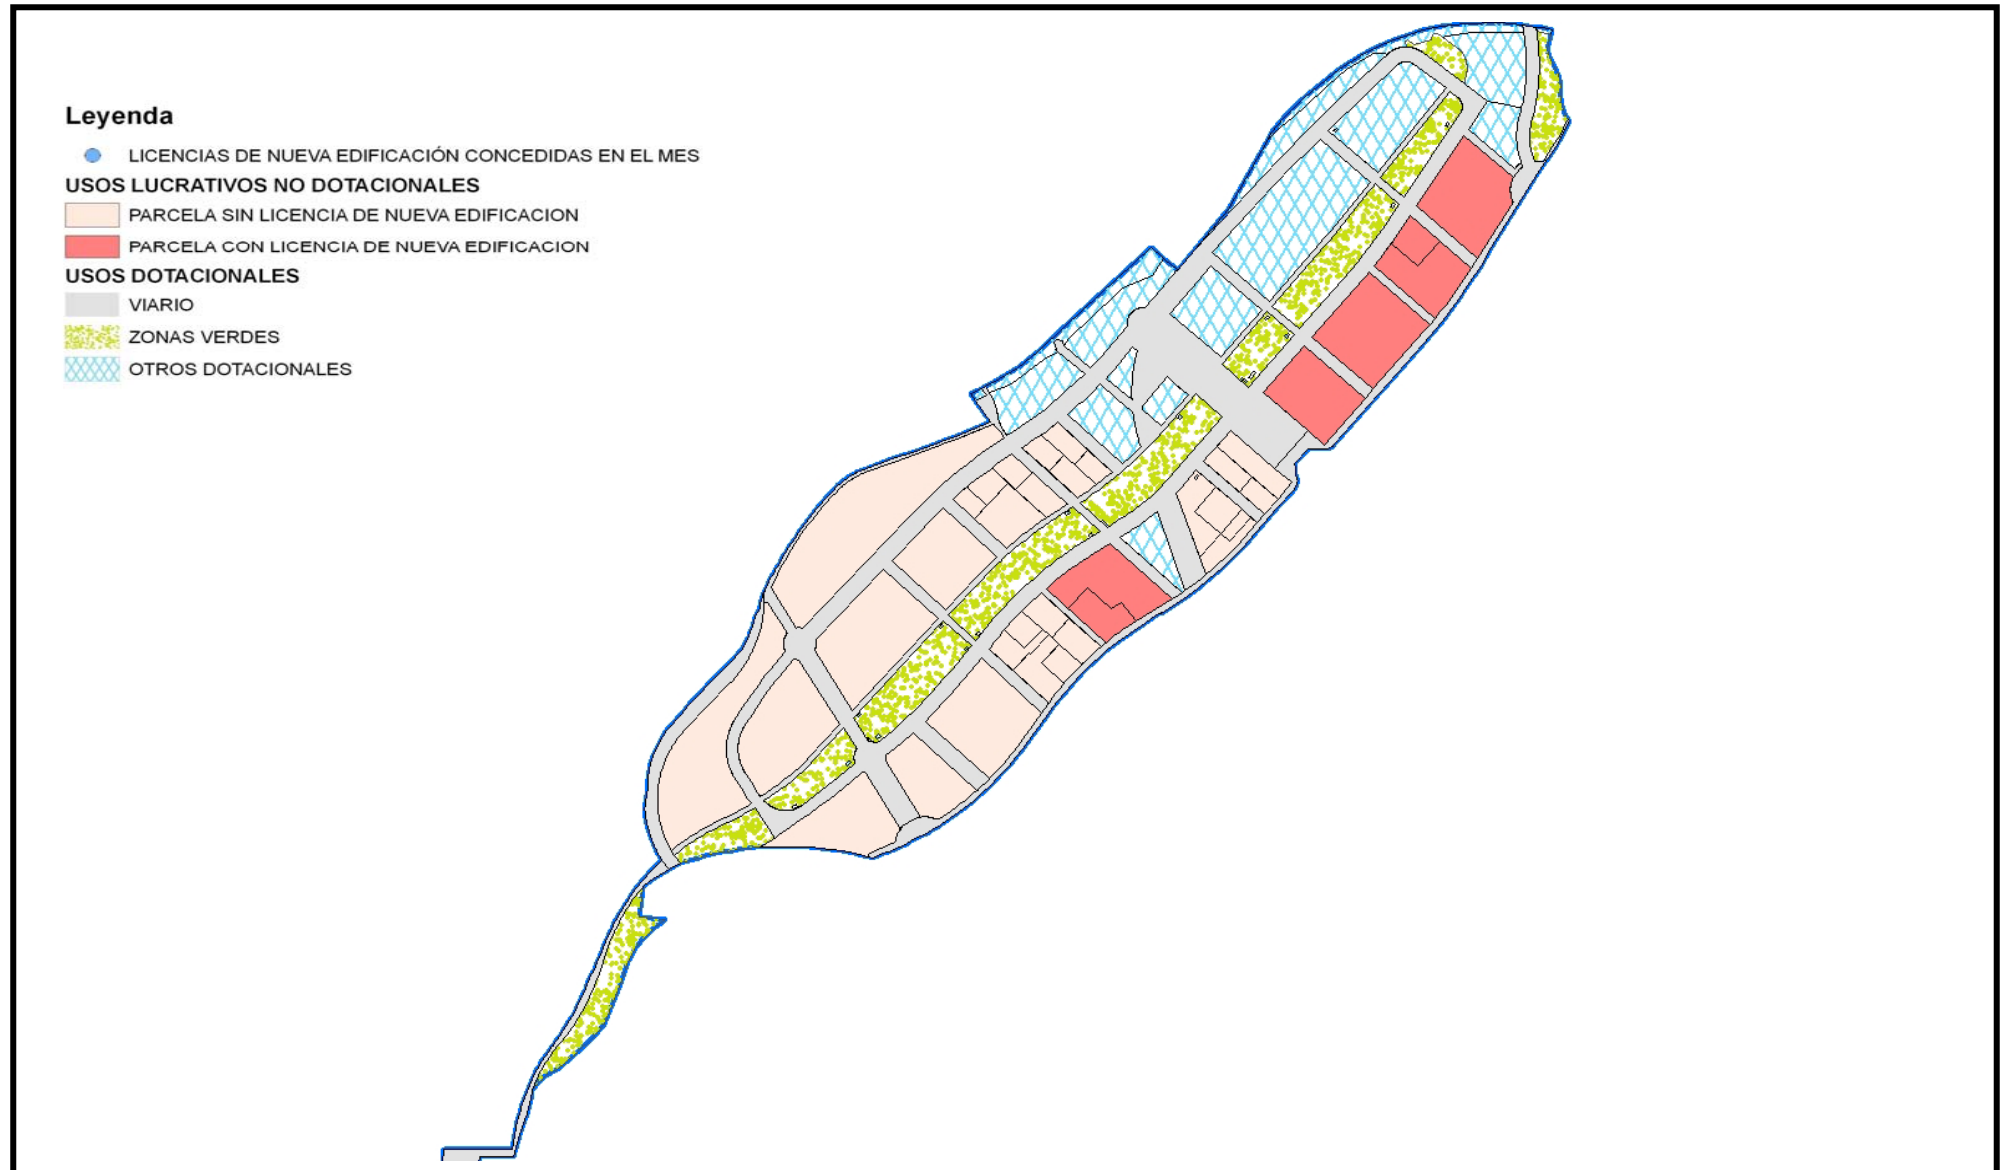 Leyenda
LICENCIAS DE NUEVA EDIFICACIÓN CONCEDIDAS EN EL MES
USOS LUCRATIVOS NO DOTACIONALES
PARCELA SIN LICENCIA DE NUEVA EDIFICACION
PARCELA CON LICENCIA DE NUEVA EDIFICACION
USOS DOTACIONALES
VIARIO
ZONAS VERDES
OTROS DOTACIONALES